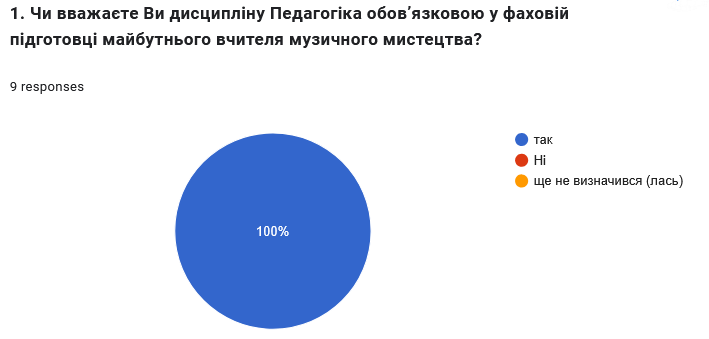 1. Чи вважаєте Ви дисципліну Педагогіка обов’язковою у фаховій
підготовці майбутнього вчителя музичного мистецтва?
9 responses
так
Ні
ще не визначився (лась)
100%